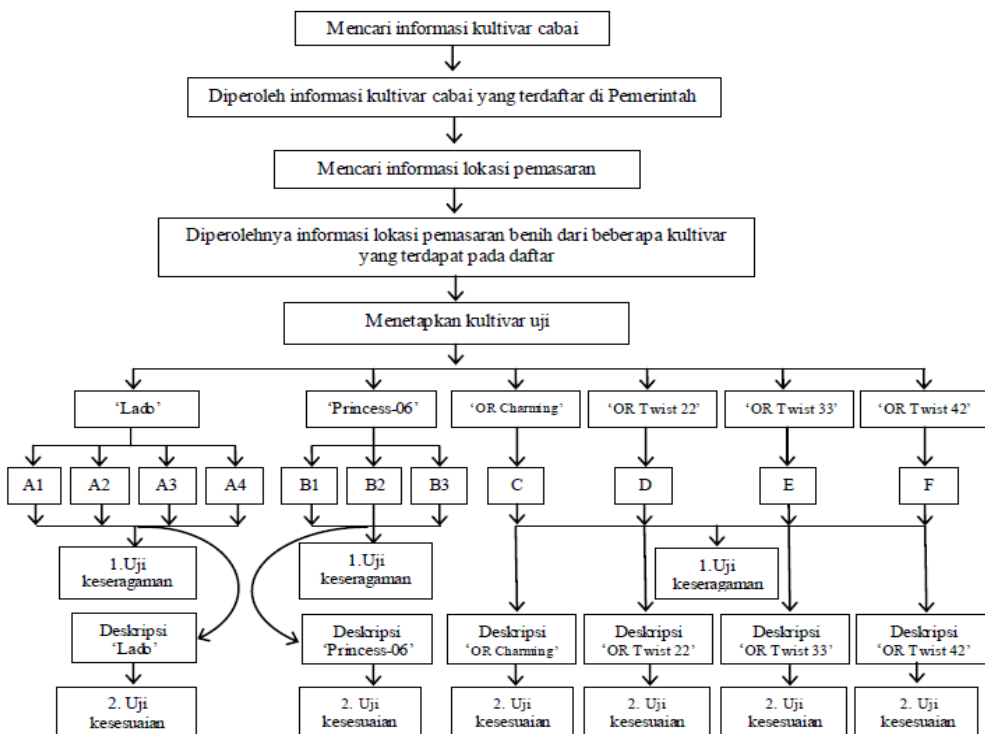 Mencari informasi kultivar cabai
Diperoleh informasi kultivar cabai yang terdaftar di Pemerintah
Mencari informasi lokasi pemasaran
Diperolehnya informasi lokasi pemasaran benih dari beberapa kultivar
yang terdapat pada daftar
Menetapkan kultivar uji
‘Lado’
‘Princess-06’
‘OR Charming’
‘OR Twist 22’
‘OR Twist 33’
‘OR Twist 42’
A1
A2
A3
A4
B1
B2
B3
C
D
E
F
1.Uji
keseragaman
1.Uji
keseragaman
1.Uji
keseragaman
Deskripsi
‘Lado’
Deskripsi
‘Princess-06’
Deskripsi
‘OR Charming’
Deskripsi
‘OR Twist 22’
Deskripsi
‘OR Twist 33’
Deskripsi
‘OR Twist 42’
2. Uji
kesesuaian
2. Uji
kesesuaian
2. Uji
kesesuaian
2. Uji
kesesuaian
2. Uji
kesesuaian
2. Uji
kesesuaian